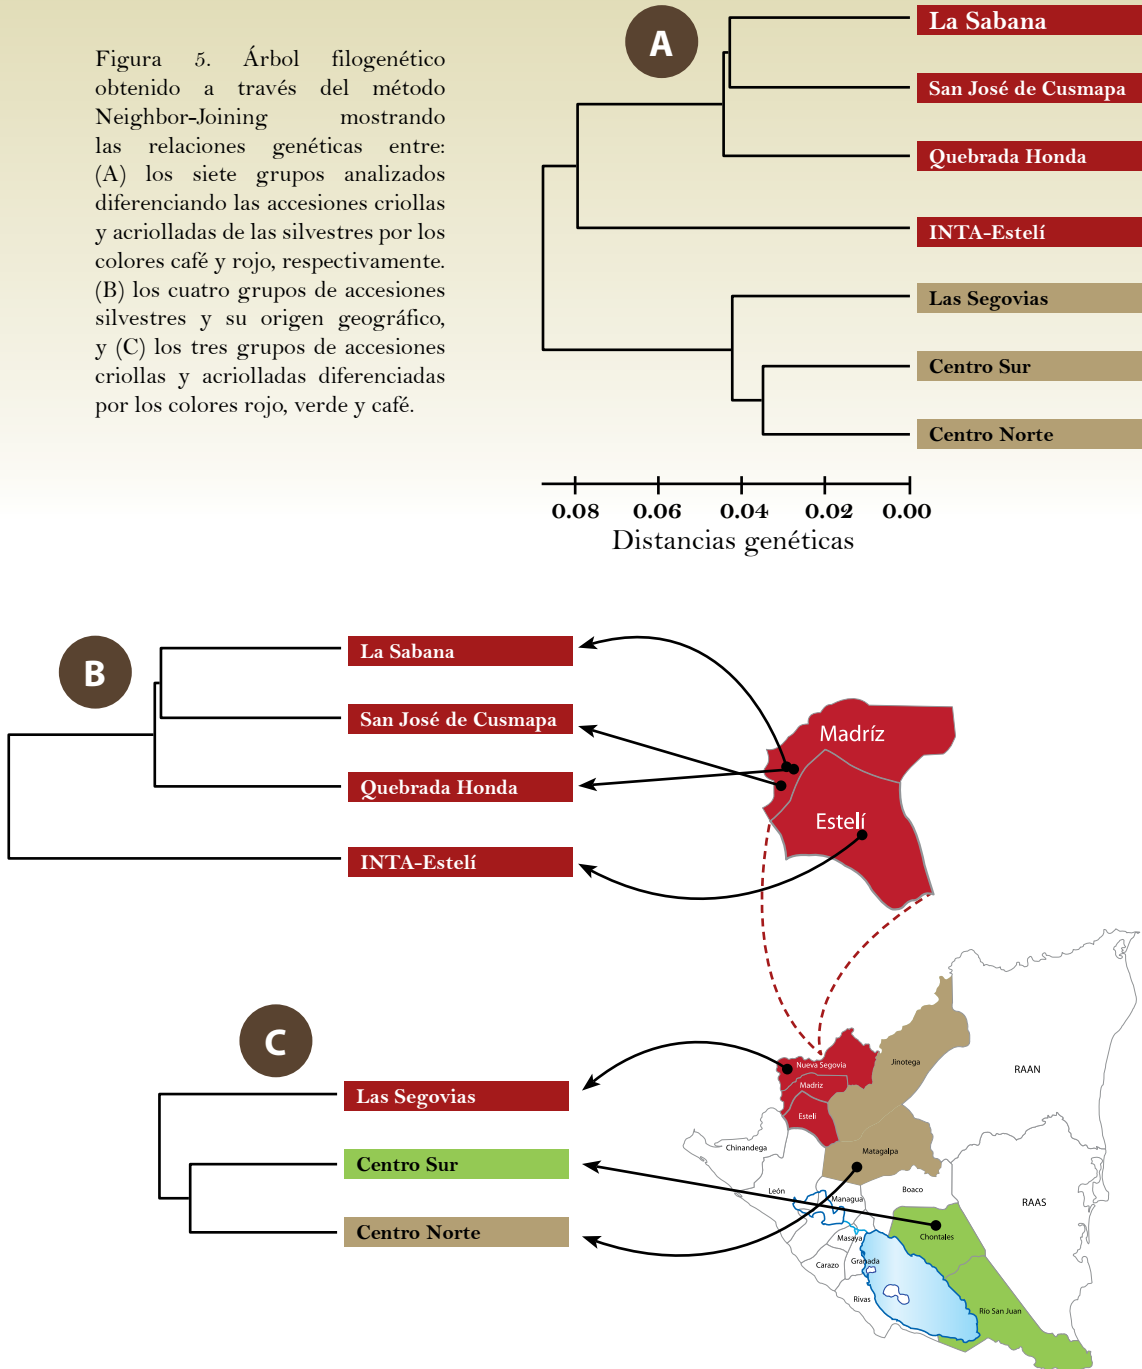 Figura 5. Árbol filogenético
obtenido a través del método
Neighbor-Joining mostrando
las relaciones genéticas entre:
(A) los siete grupos analizados
diferenciando las accesiones criollas
y acriolladas de las silvestres por los
colores café y rojo, respectivamente.
(B) los cuatro grupos de accesiones
silvestres y su origen geográfico,
y (C) los tres grupos de accesiones
criollas y acriolladas diferenciadas
por los colores rojo, verde y café.
A
La Sabana
San José de Cusmapa
Quebrada Honda
INTA-Estelí
Las Segovias
Centro Sur
Centro Norte
0.08 0.06 0.04 0.02 0.00
Distancias genéticas
B
La Sabana
San José de Cusmapa
Quebrada Honda
INTA-Estelí
Madríz
Estelí
C
Las Segovias
Centro Sur
Centro Norte
Nueva Segovia
Jinotega
RAAN
Madríz
Estelí
Chinandega
Matagalpa
León
Managua
Boaco
RAAS
Masaya
Chontales
Carazo
Granada
Rivas
Río San Juan